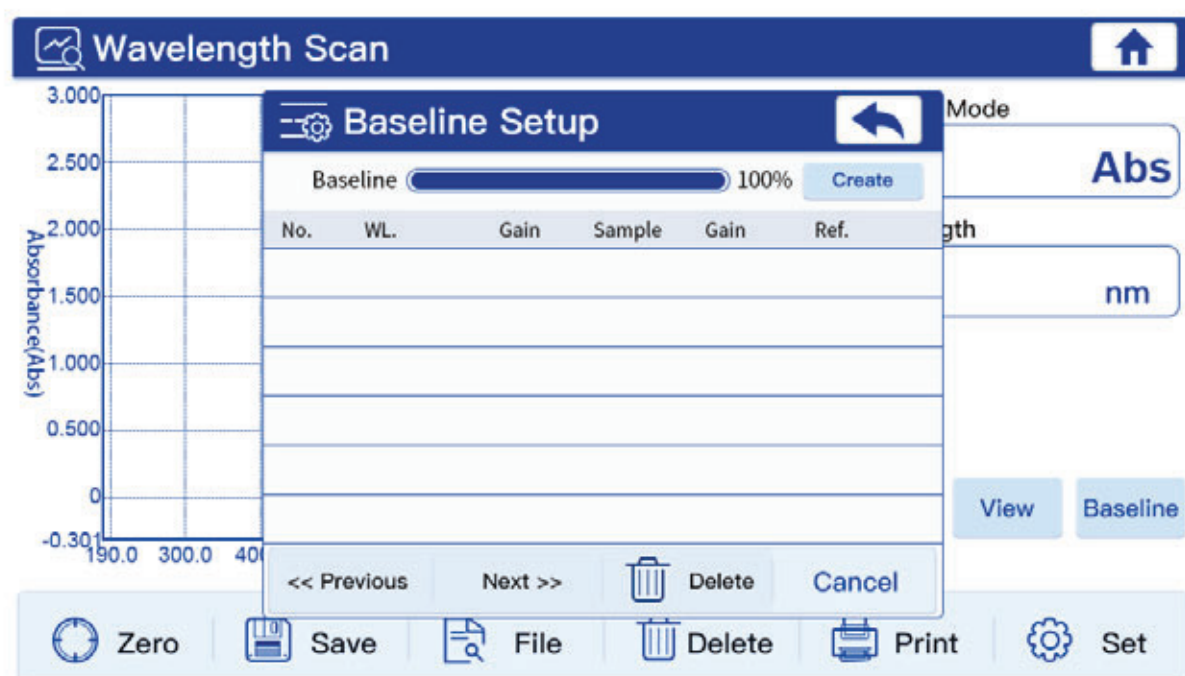 Wavelength Scan
3.000
2.500
2.000
1.500
1.000
0.500
0
-0.301
Absorbance(Abs)
190.0 300.0 40
Baseline Setup
Baseline 100% Create
No. WL. Gain Sample Gain Ref.
<< Previous Next >> Delete Cancel
Mode
Abs
gth
nm
View Baseline
Zero Save File Delete Print Set